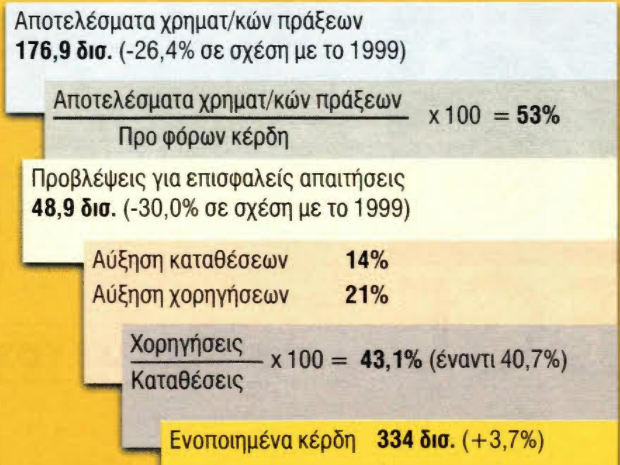 Αποτελέσματα χρηματ/κών πράξεων
176,9 δισ. (-26,4% σε σχέση με το 1999)
Αποτελέσματα χρηματ/κών πράξεων
x 100 = 53%
Προ φόρων κέρδη
Προβλέψεις για επισφαλείς απαιτήσεις
48,9 δισ. (-30,0% σε σχέση με το 1999)
Αύξηση καταθέσεων 14%
Αύξηση χορηγήσεων 21%
Χορηγήσεις
x 100 = 43,1% (έναντι 40,7%)
Καταθέσεις
Ενοποιημένα κέρδη 334 δισ. (+3,7%)